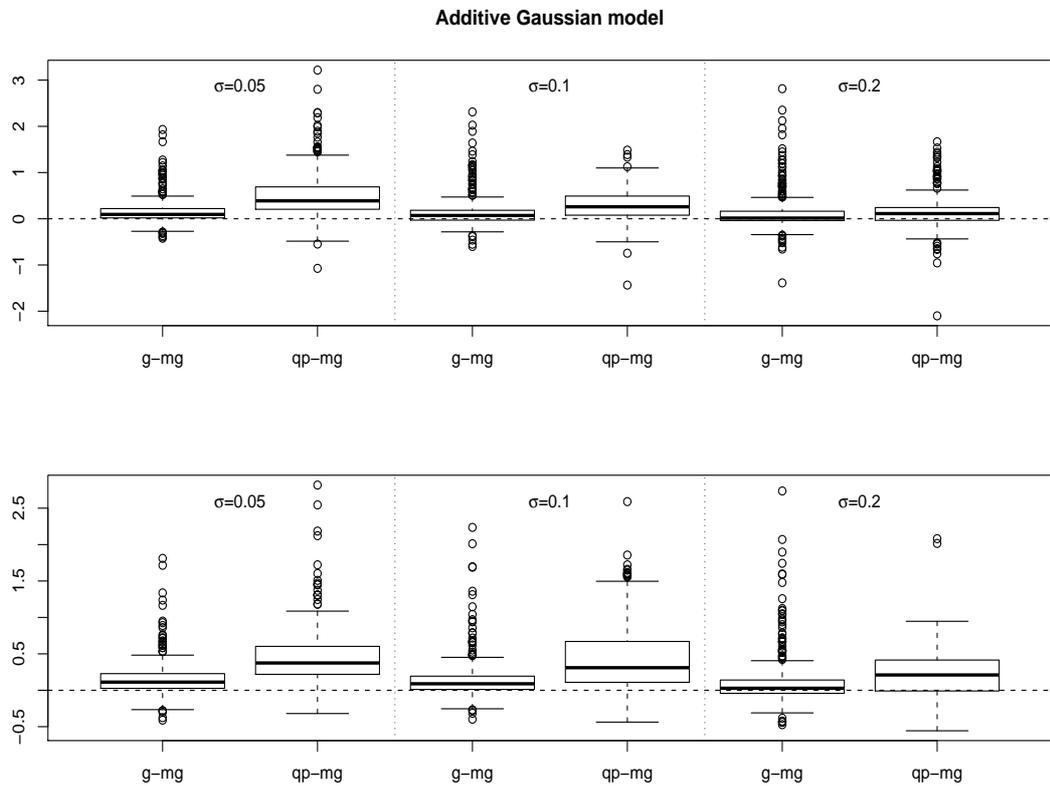 Additive Gaussian model
σ=0.05 σ=0.1 σ=0.2
3
2
1
0
−1
−2
g−mg qp−mg g−mg qp−mg g−mg qp−mg
σ=0.05 σ=0.1 σ=0.2
2.5
1.5
0.5
−0.5
g−mg qp−mg g−mg qp−mg g−mg qp−mg